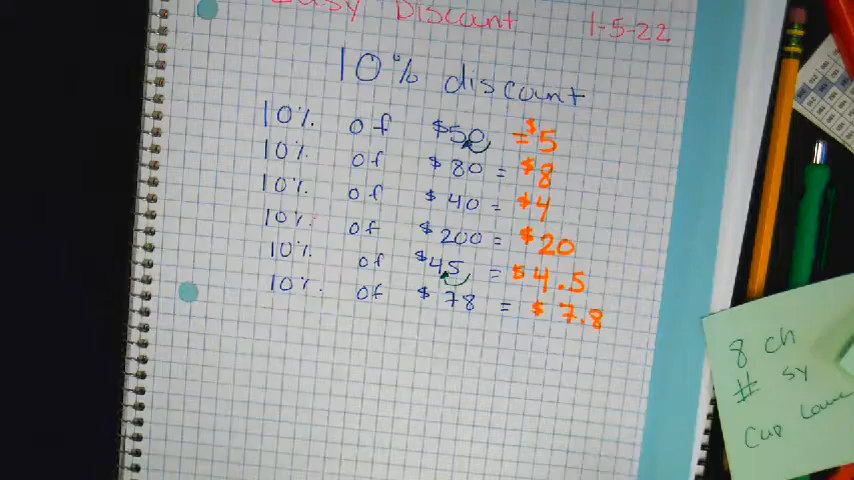 Easy Discount 1-5-22
10% discount
10% of $50 = $5
10% of $80 = $8
10% of $40 = $4
10% of $200 = $20
10% of $45 = $4.5
10% of $78 = $7.8
8 ch
# sy
Cup